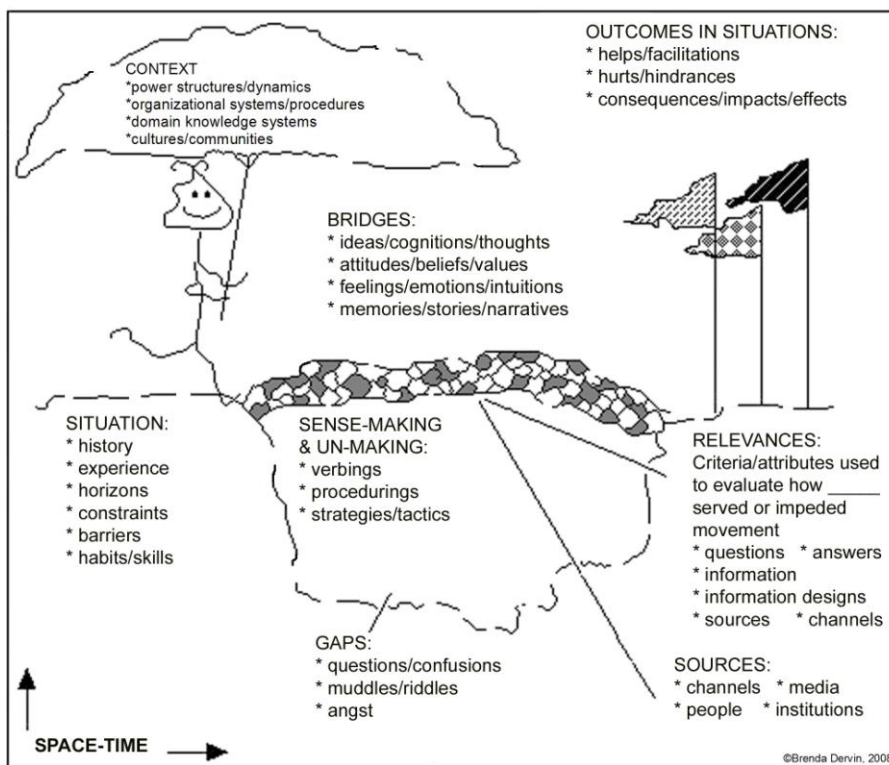 CONTEXT
*power structures/dynamics
*organizational systems/procedures
*domain knowledge systems
*cultures/communities
OUTCOMES IN SITUATIONS:
* helps/facilitations
* hurts/hindrances
* consequences/impacts/effects
BRIDGES:
* ideas/cognitions/thoughts
* attitudes/beliefs/values
* feelings/emotions/intuitions
* memories/stories/narratives
SITUATION:
* history
* experience
* horizons
* constraints
* barriers
* habits/skills
SENSE-MAKING
& UN-MAKING:
* verbings
* procedurings
* strategies/tactics
RELEVANCES:
Criteria/attributes used
to evaluate how _____
served or impeded
movement
* questions * answers
* information
* information designs
* sources * channels
GAPS:
* questions/confusions
* muddles/riddles
* angst
SOURCES:
* channels * media
* people * institutions
SPACE-TIME
©Brenda Dervin, 2008